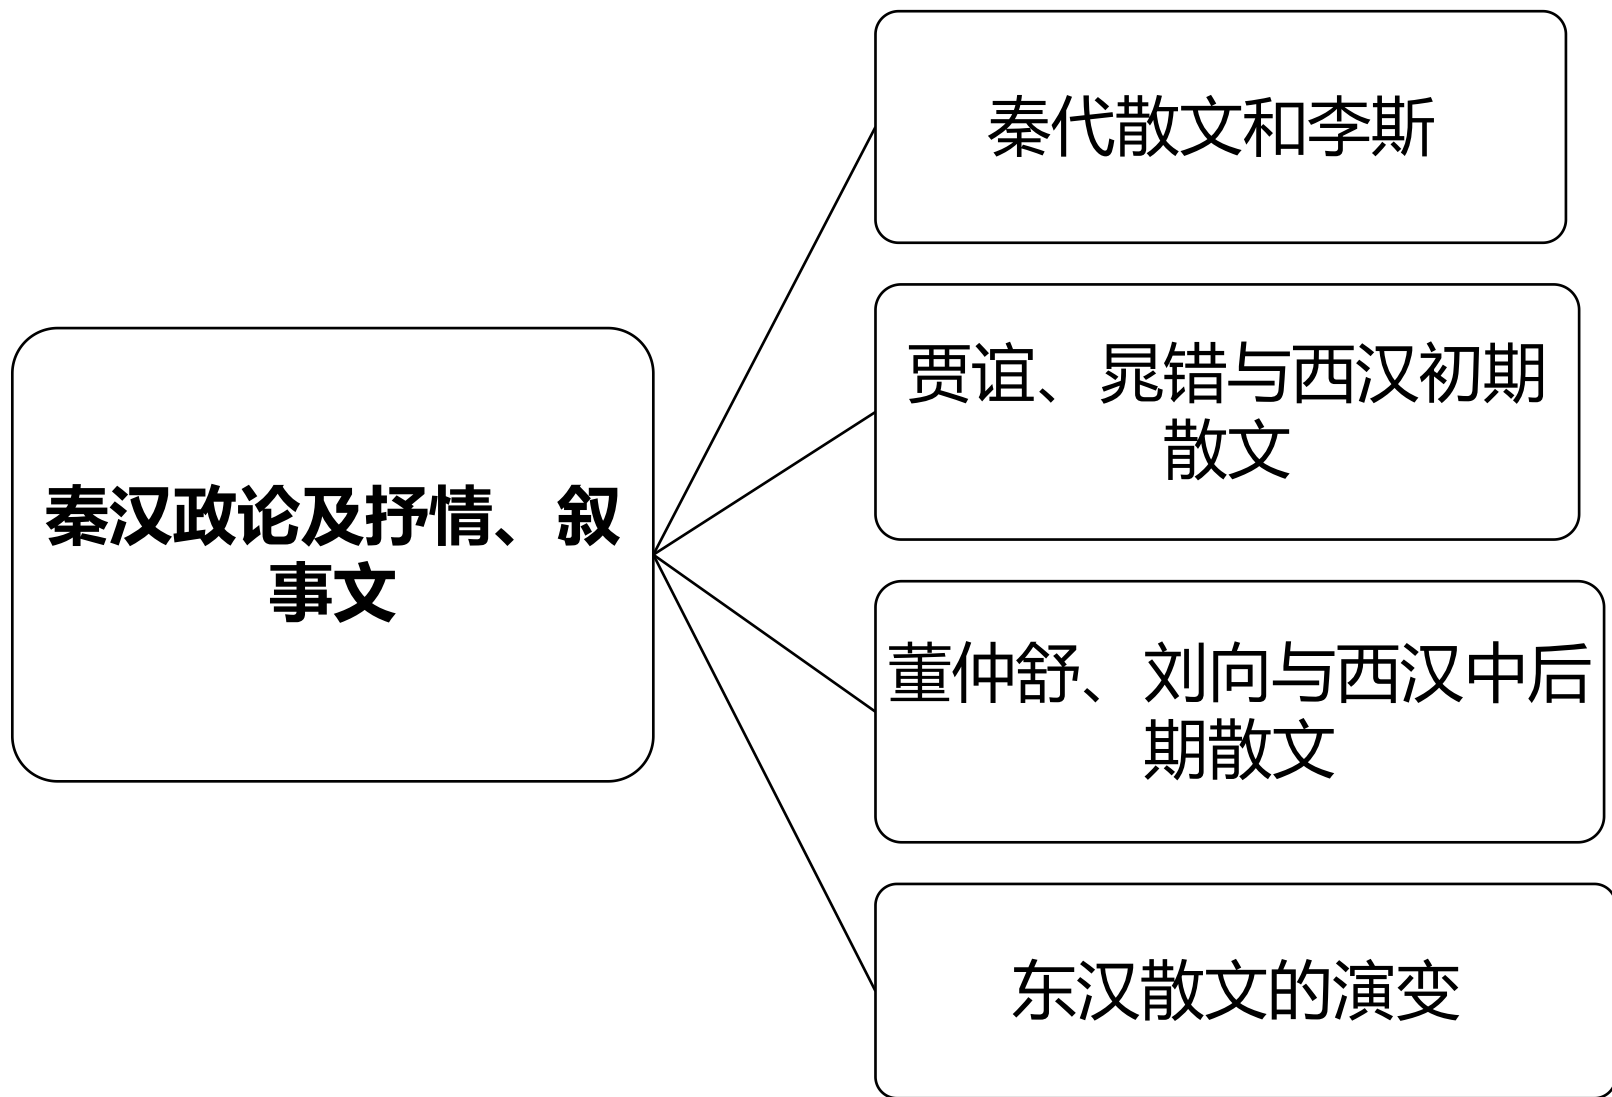 秦汉政论及抒情、叙
事文
秦代散文和李斯
贾谊、晁错与西汉初期
散文
董仲舒、刘向与西汉中后
期散文
东汉散文的演变